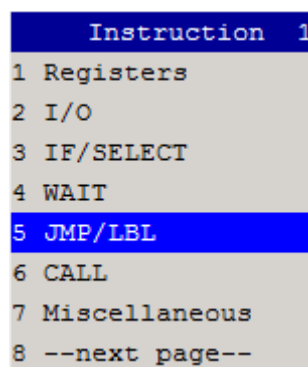 Instruction 1
1 Registers
2 I/O
3 IF/SELECT
4 WAIT
5 JMP/LBL
6 CALL
7 Miscellaneous
8 --next page--